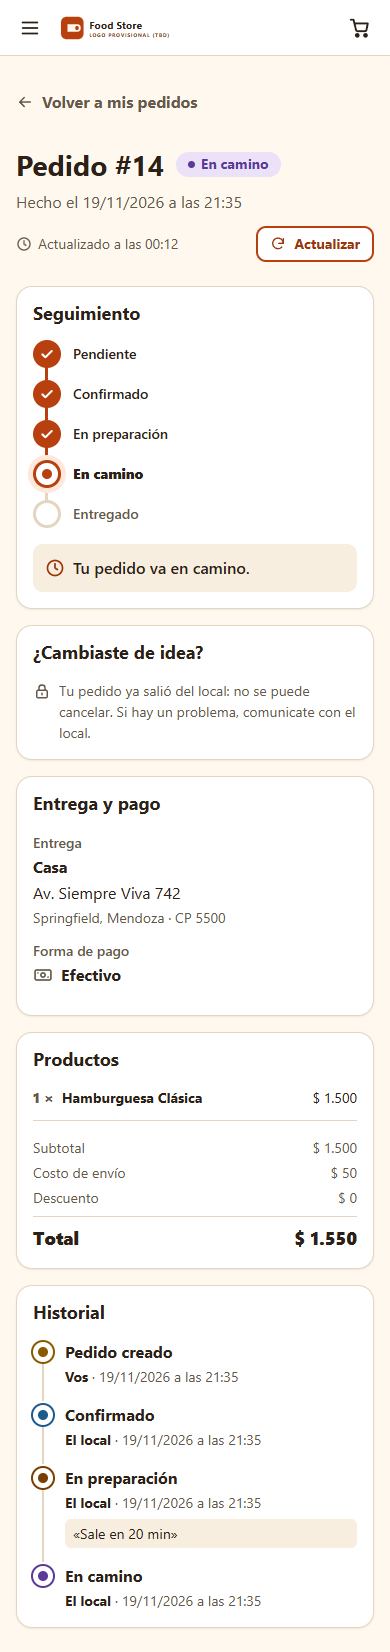 Food Store
LOGO PROVISIONAL (TBD)
Volver a mis pedidos
Pedido #14
En camino
Hecho el 19/11/2026 a las 21:35
Actualizado a las 00:12
Actualizar
Seguimiento
Pendiente
Confirmado
En preparación
En camino
Entregado
Tu pedido va en camino.
¿Cambiaste de idea?
Tu pedido ya salió del local: no se puede
cancelar. Si hay un problema, comunicate con el
local.
Entrega y pago
Entrega
Casa
Av. Siempre Viva 742
Springfield, Mendoza · CP 5500
Forma de pago
Efectivo
Productos
1 × Hamburguesa Clásica $ 1.500
Subtotal $ 1.500
Costo de envío $ 50
Descuento $ 0
Total $ 1.550
Historial
Pedido creado
Vos · 19/11/2026 a las 21:35
Confirmado
El local · 19/11/2026 a las 21:35
En preparación
El local · 19/11/2026 a las 21:35
«Sale en 20 min»
En camino
El local · 19/11/2026 a las 21:35